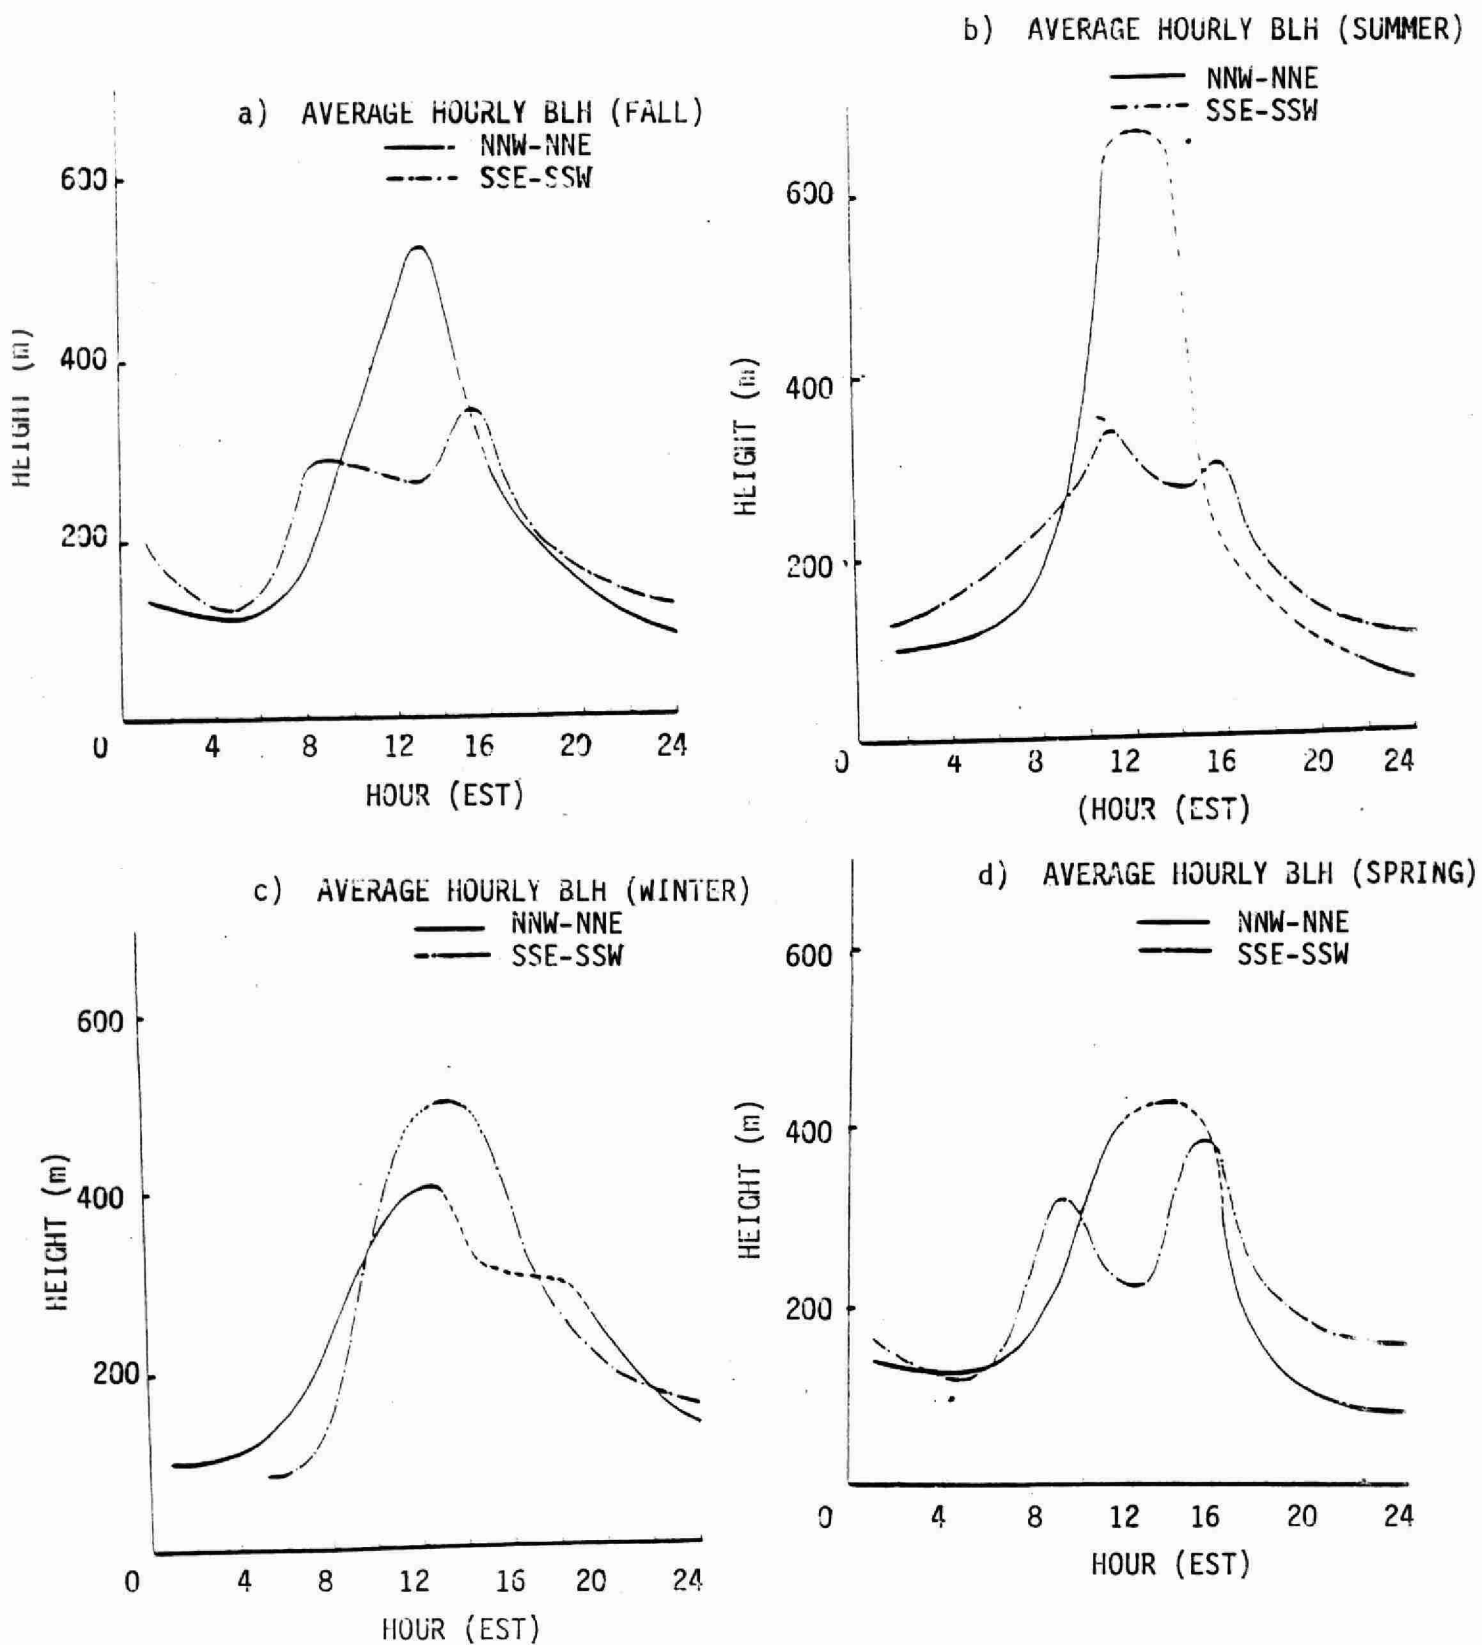 a) AVERAGE HOURLY BLH (FALL)
NNW-NNE
SSE-SSW
600
400
200
HEIGHT (m)
0 4 8 12 16 20 24
HOUR (EST)
b) AVERAGE HOURLY BLH (SUMMER)
NNW-NNE
SSE-SSW
600
400
200
HEIGHT (m)
0 4 8 12 16 20 24
(HOUR (EST)
c) AVERAGE HOURLY BLH (WINTER)
NNW-NNE
SSE-SSW
600
400
200
HEIGHT (m)
0 4 8 12 16 20 24
HOUR (EST)
d) AVERAGE HOURLY BLH (SPRING)
NNW-NNE
SSE-SSW
600
400
200
HEIGHT (m)
0 4 8 12 16 20 24
HOUR (EST)